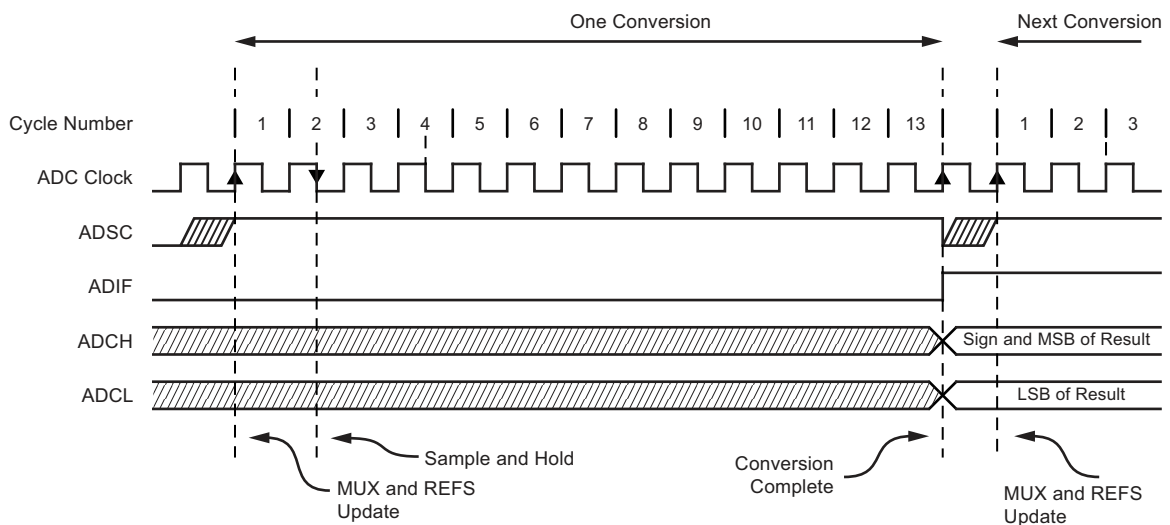 One Conversion
Next Conversion
Cycle Number
1 2 3 4 5 6 7 8 9 10 11 12 13 1 2 3
ADC Clock
ADSC
ADIF
ADCH
Sign and MSB of Result
ADCL
LSB of Result
Sample and Hold
MUX and REFS
Update
Conversion
Complete
MUX and REFS
Update